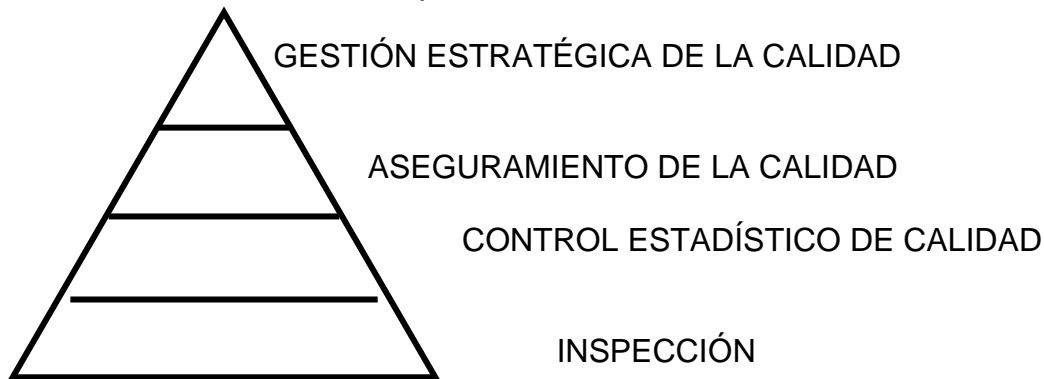 GESTIÓN ESTRATÉGICA DE LA CALIDAD
ASEGURAMIENTO DE LA CALIDAD
CONTROL ESTADÍSTICO DE CALIDAD
INSPECCIÓN